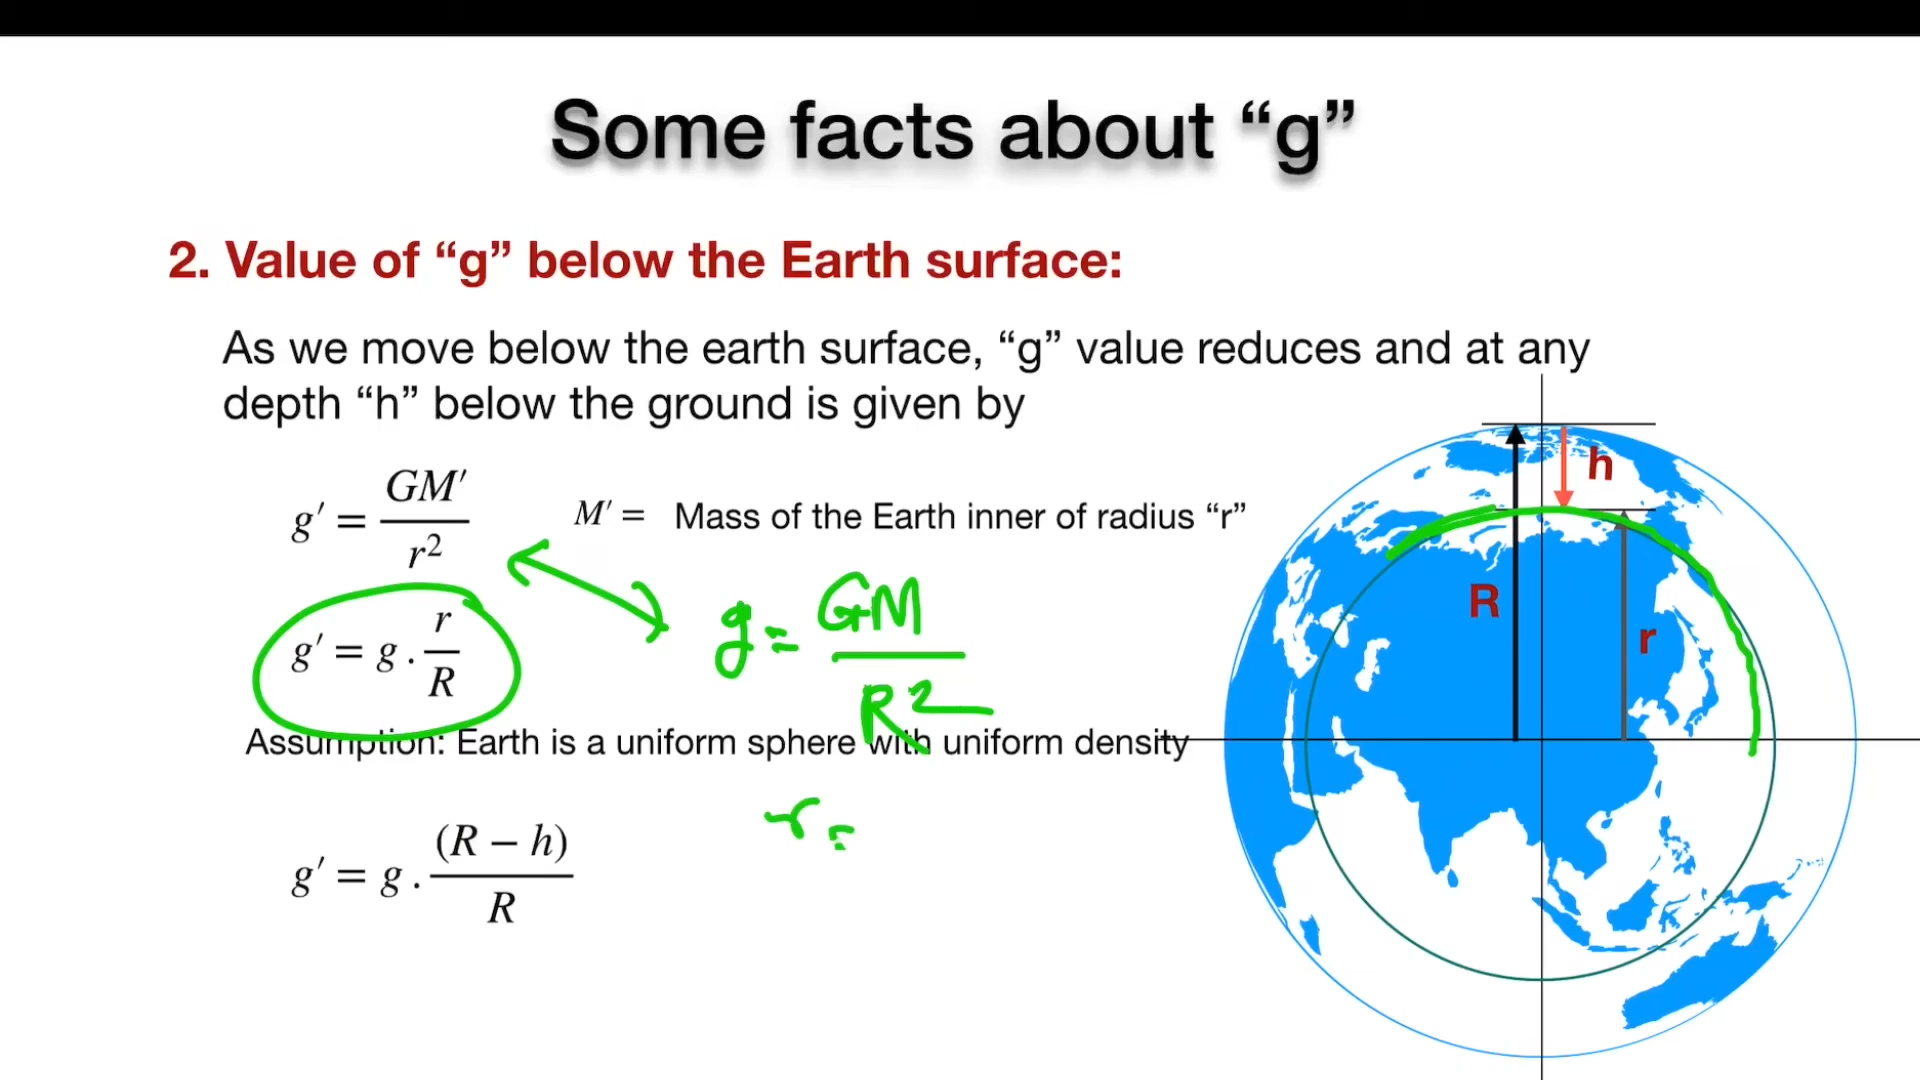 Some facts about “g”
2. Value of “g” below the Earth surface:
As we move below the earth surface, “g” value reduces and at any
depth “h” below the ground is given by
g′ = GM′ / r²
M′ = Mass of the Earth inner of radius “r”
g = GM / R²
g′ = g . r / R
Assumption: Earth is a uniform sphere with uniform density
r =
g′ = g . (R − h) / R
h
R
r